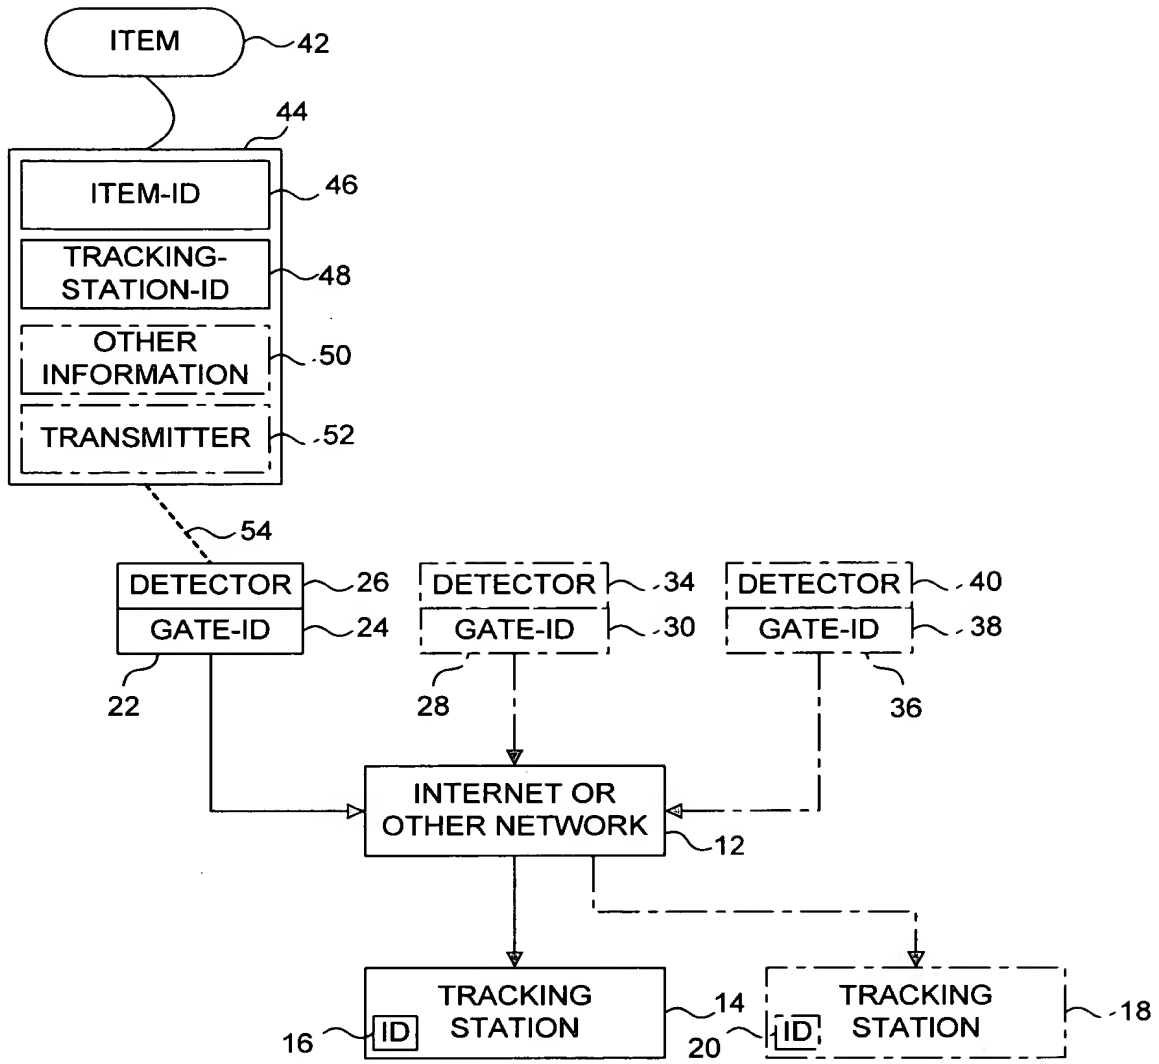 ITEM
42
44
ITEM-ID
46
TRACKING-
STATION-ID
48
OTHER
INFORMATION
50
TRANSMITTER
52
54
DETECTOR
26
DETECTOR
34
DETECTOR
40
GATE-ID
24
GATE-ID
30
GATE-ID
38
22
28
36
INTERNET OR
OTHER NETWORK
12
TRACKING
STATION
14
16
ID
TRACKING
STATION
18
20
ID